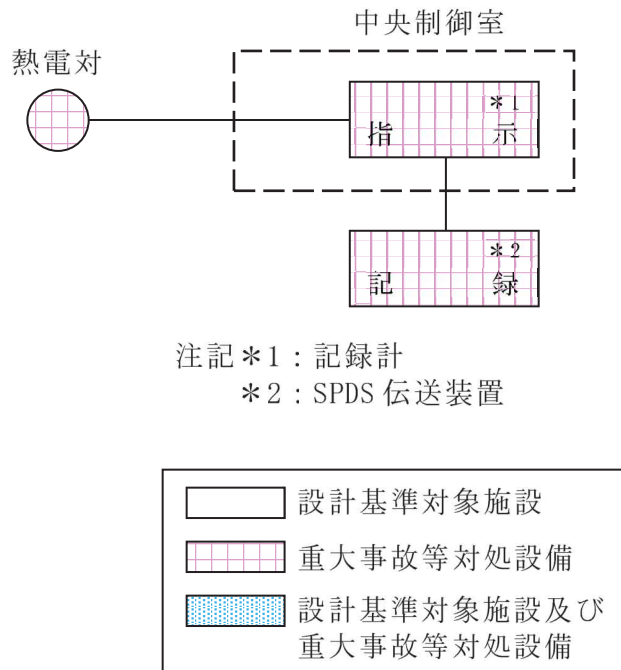 中央制御室
熱電対
*1
指 示
*2
記 録
注記*1:記録計
*2:SPDS伝送装置
設計基準対象施設
重大事故等対処設備
設計基準対象施設及び
重大事故等対処設備